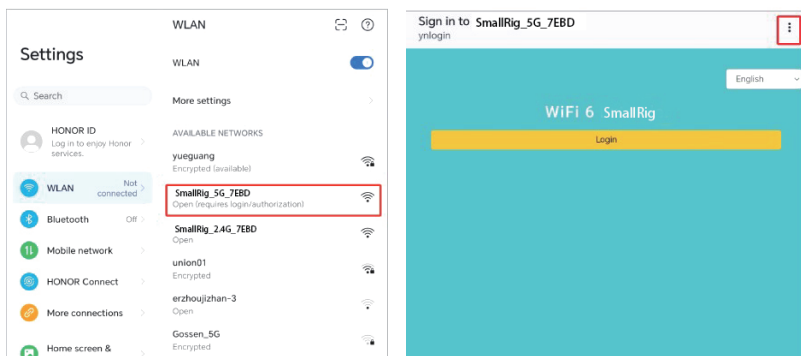 Settings
Search
HONOR ID
Log in to enjoy Honor
services.
WLAN
Not
connected
Bluetooth
Off
Mobile network
HONOR Connect
More connections
Home screen &
WLAN
WLAN
More settings
AVAILABLE NETWORKS
yueguang
Encrypted (available)
SmallRig_5G_7EBD
Open (requires login/authorization)
SmallRig_2.4G_7EBD
Open
union01
Encrypted
erzhoujizhan-3
Open
Gossen_5G
Encrypted
Sign in to SmallRig_5G_7EBD
ynlogin
English
WiFi 6 SmallRig
Login